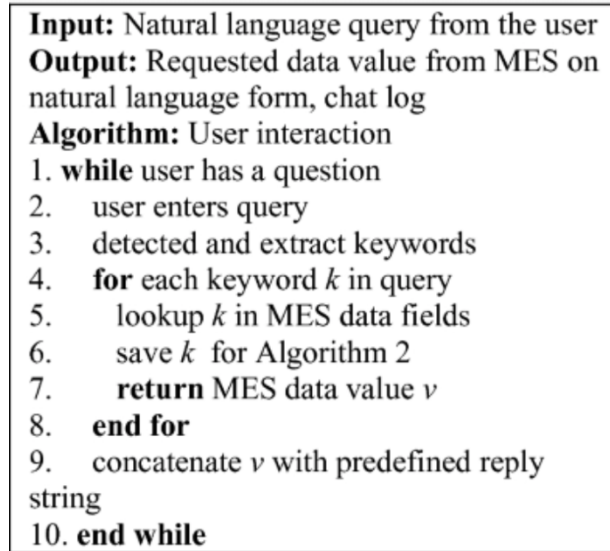 Input: Natural language query from the user
Output: Requested data value from MES on
natural language form, chat log
Algorithm: User interaction
1. while user has a question
2. user enters query
3. detected and extract keywords
4. for each keyword k in query
5. lookup k in MES data fields
6. save k for Algorithm 2
7. return MES data value v
8. end for
9. concatenate v with predefined reply
string
10. end while